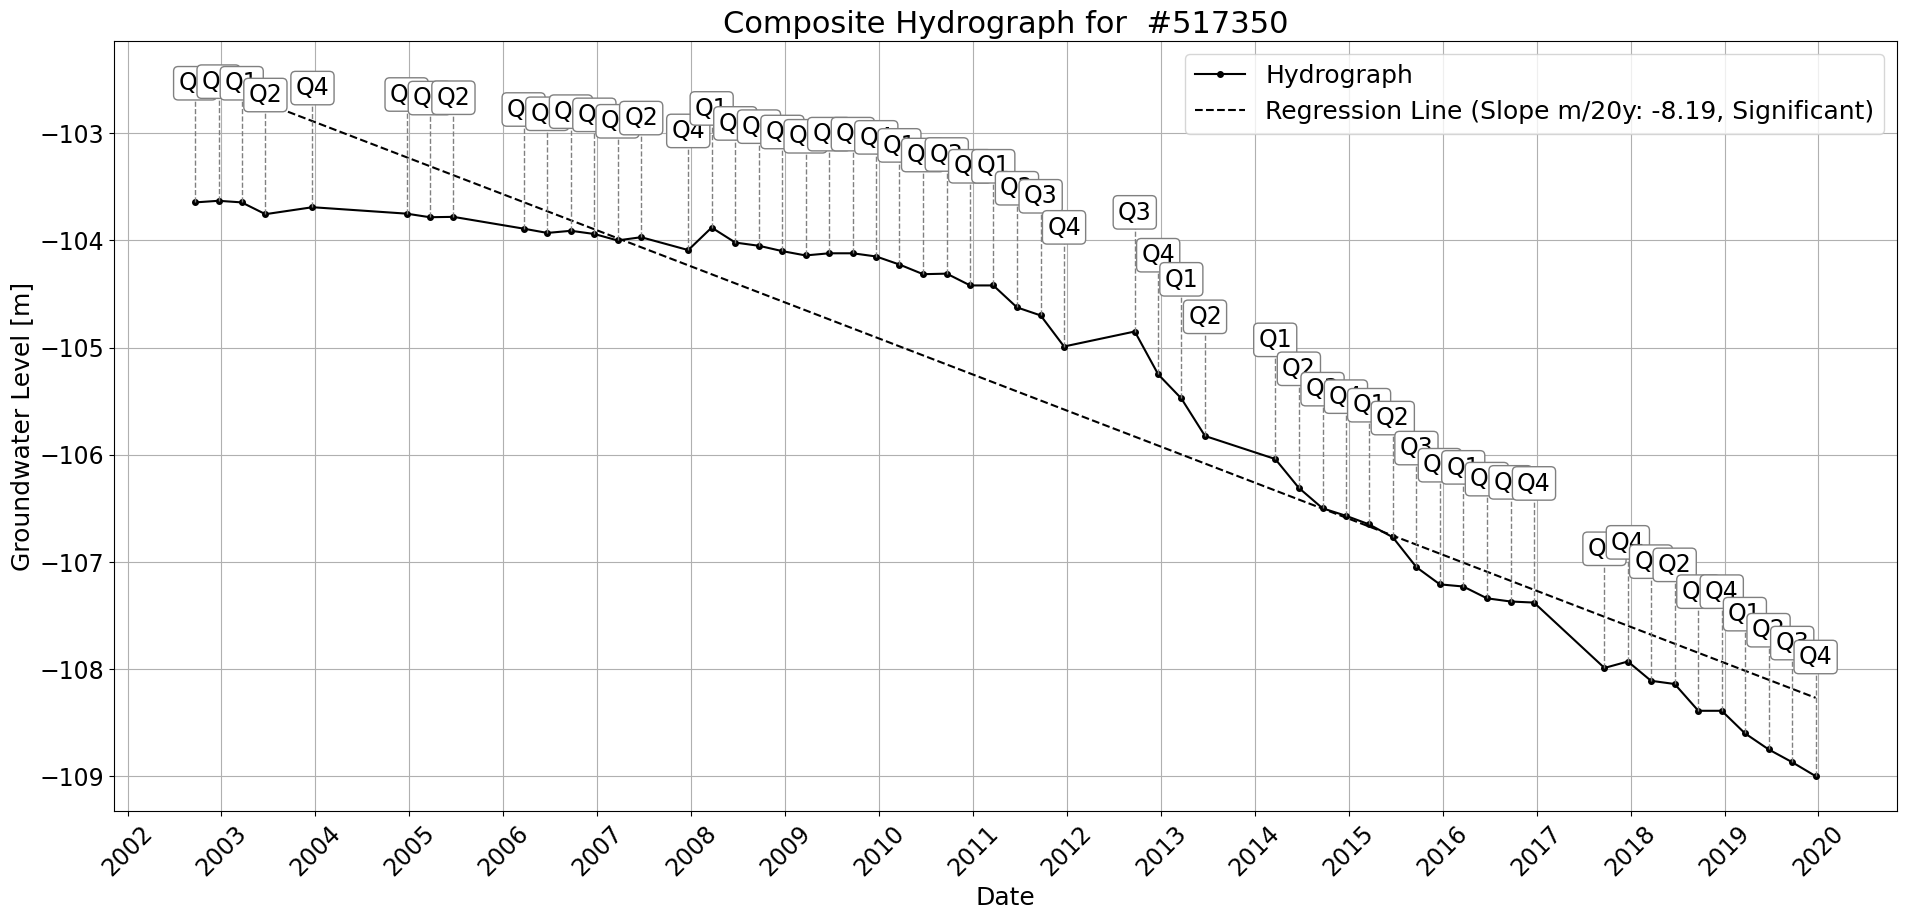 Composite Hydrograph for #517350
Hydrograph
Regression Line (Slope m/20y: -8.19, Significant)
Groundwater Level [m]
−103
−104
−105
−106
−107
−108
−109
Q2
Q4
Q2
Q2
Q4
Q1
Q1
Q3
Q4
Q3
Q4
Q1
Q2
Q1
Q2
Q1
Q2
Q3
Q4
Q4
Q2
Q4
Q1
Q3
Q4
2002
2003
2004
2005
2006
2007
2008
2009
2010
2011
2012
2013
2014
2015
2016
2017
2018
2019
2020
Date